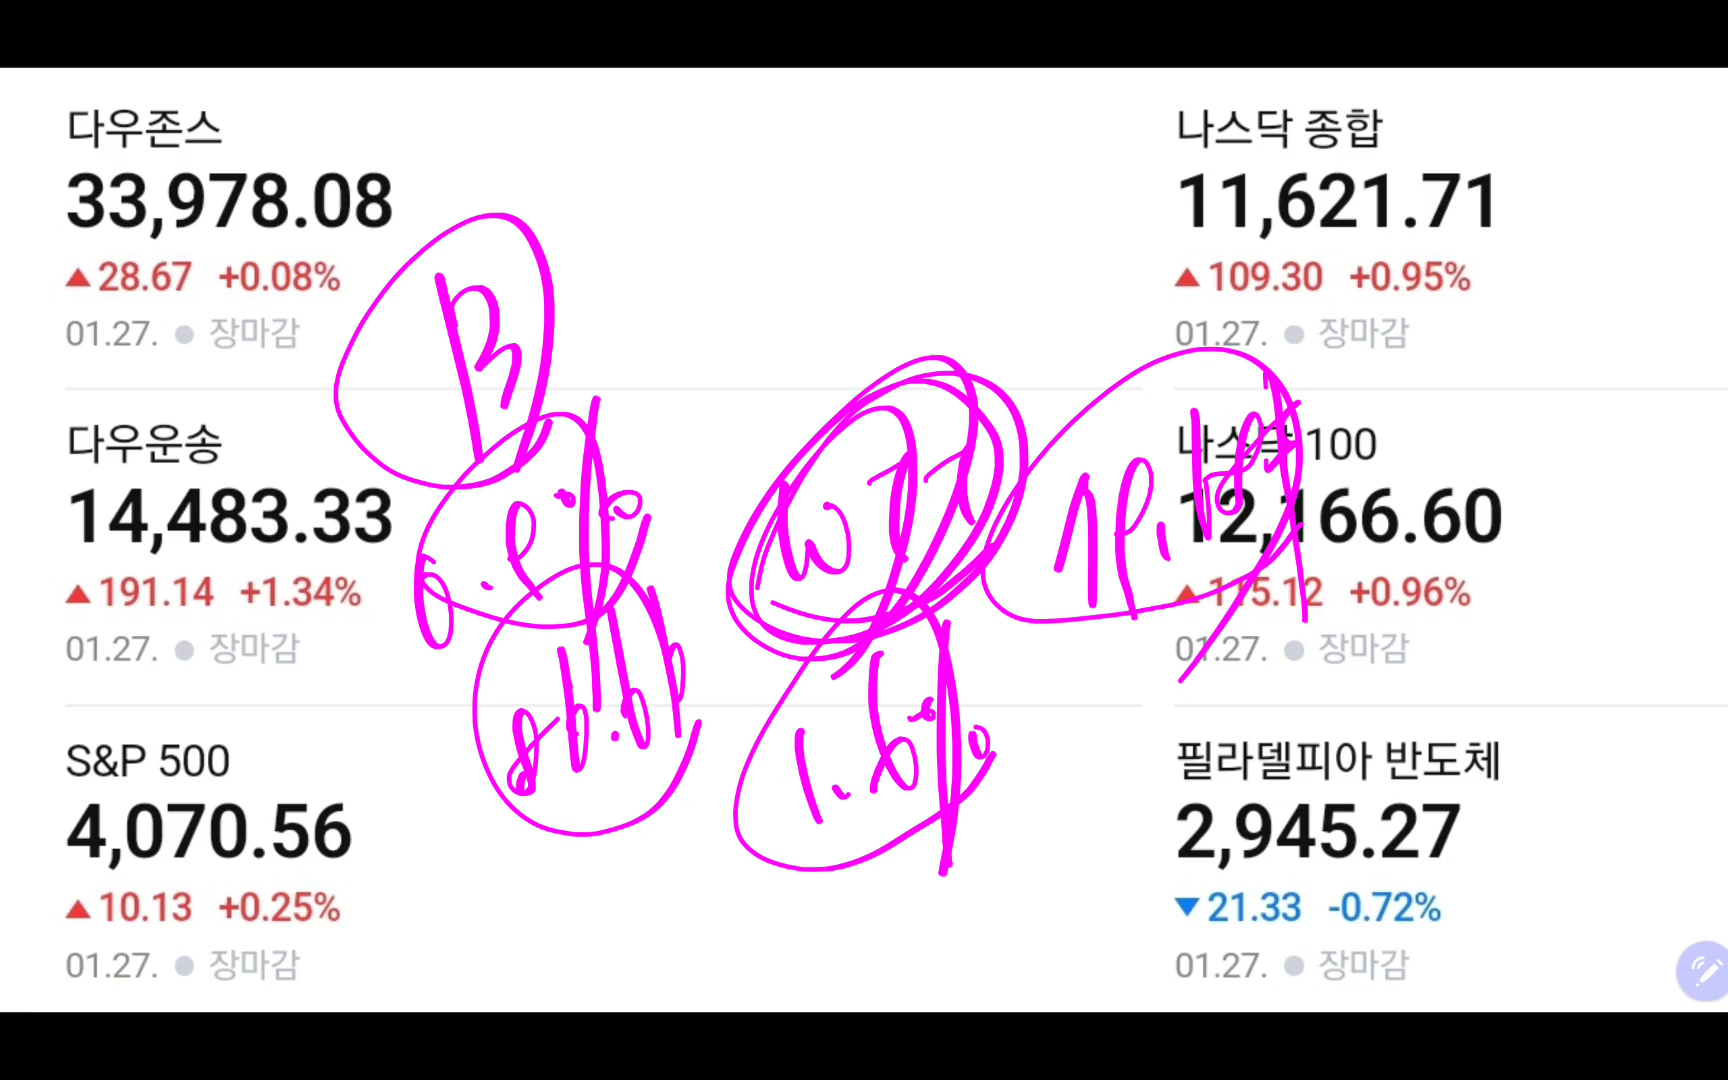 다우존스
33,978.08
▲ 28.67 +0.08%
01.27. ● 장마감
다우운송
14,483.33
▲ 191.14 +1.34%
01.27. ● 장마감
S&P 500
4,070.56
▲ 10.13 +0.25%
01.27. ● 장마감
나스닥 종합
11,621.71
▲ 109.30 +0.95%
01.27. ● 장마감
나스닥 100
12,166.60
▲ 115.12 +0.96%
01.27. ● 장마감
필라델피아 반도체
2,945.27
▼ 21.33 -0.72%
01.27. ● 장마감